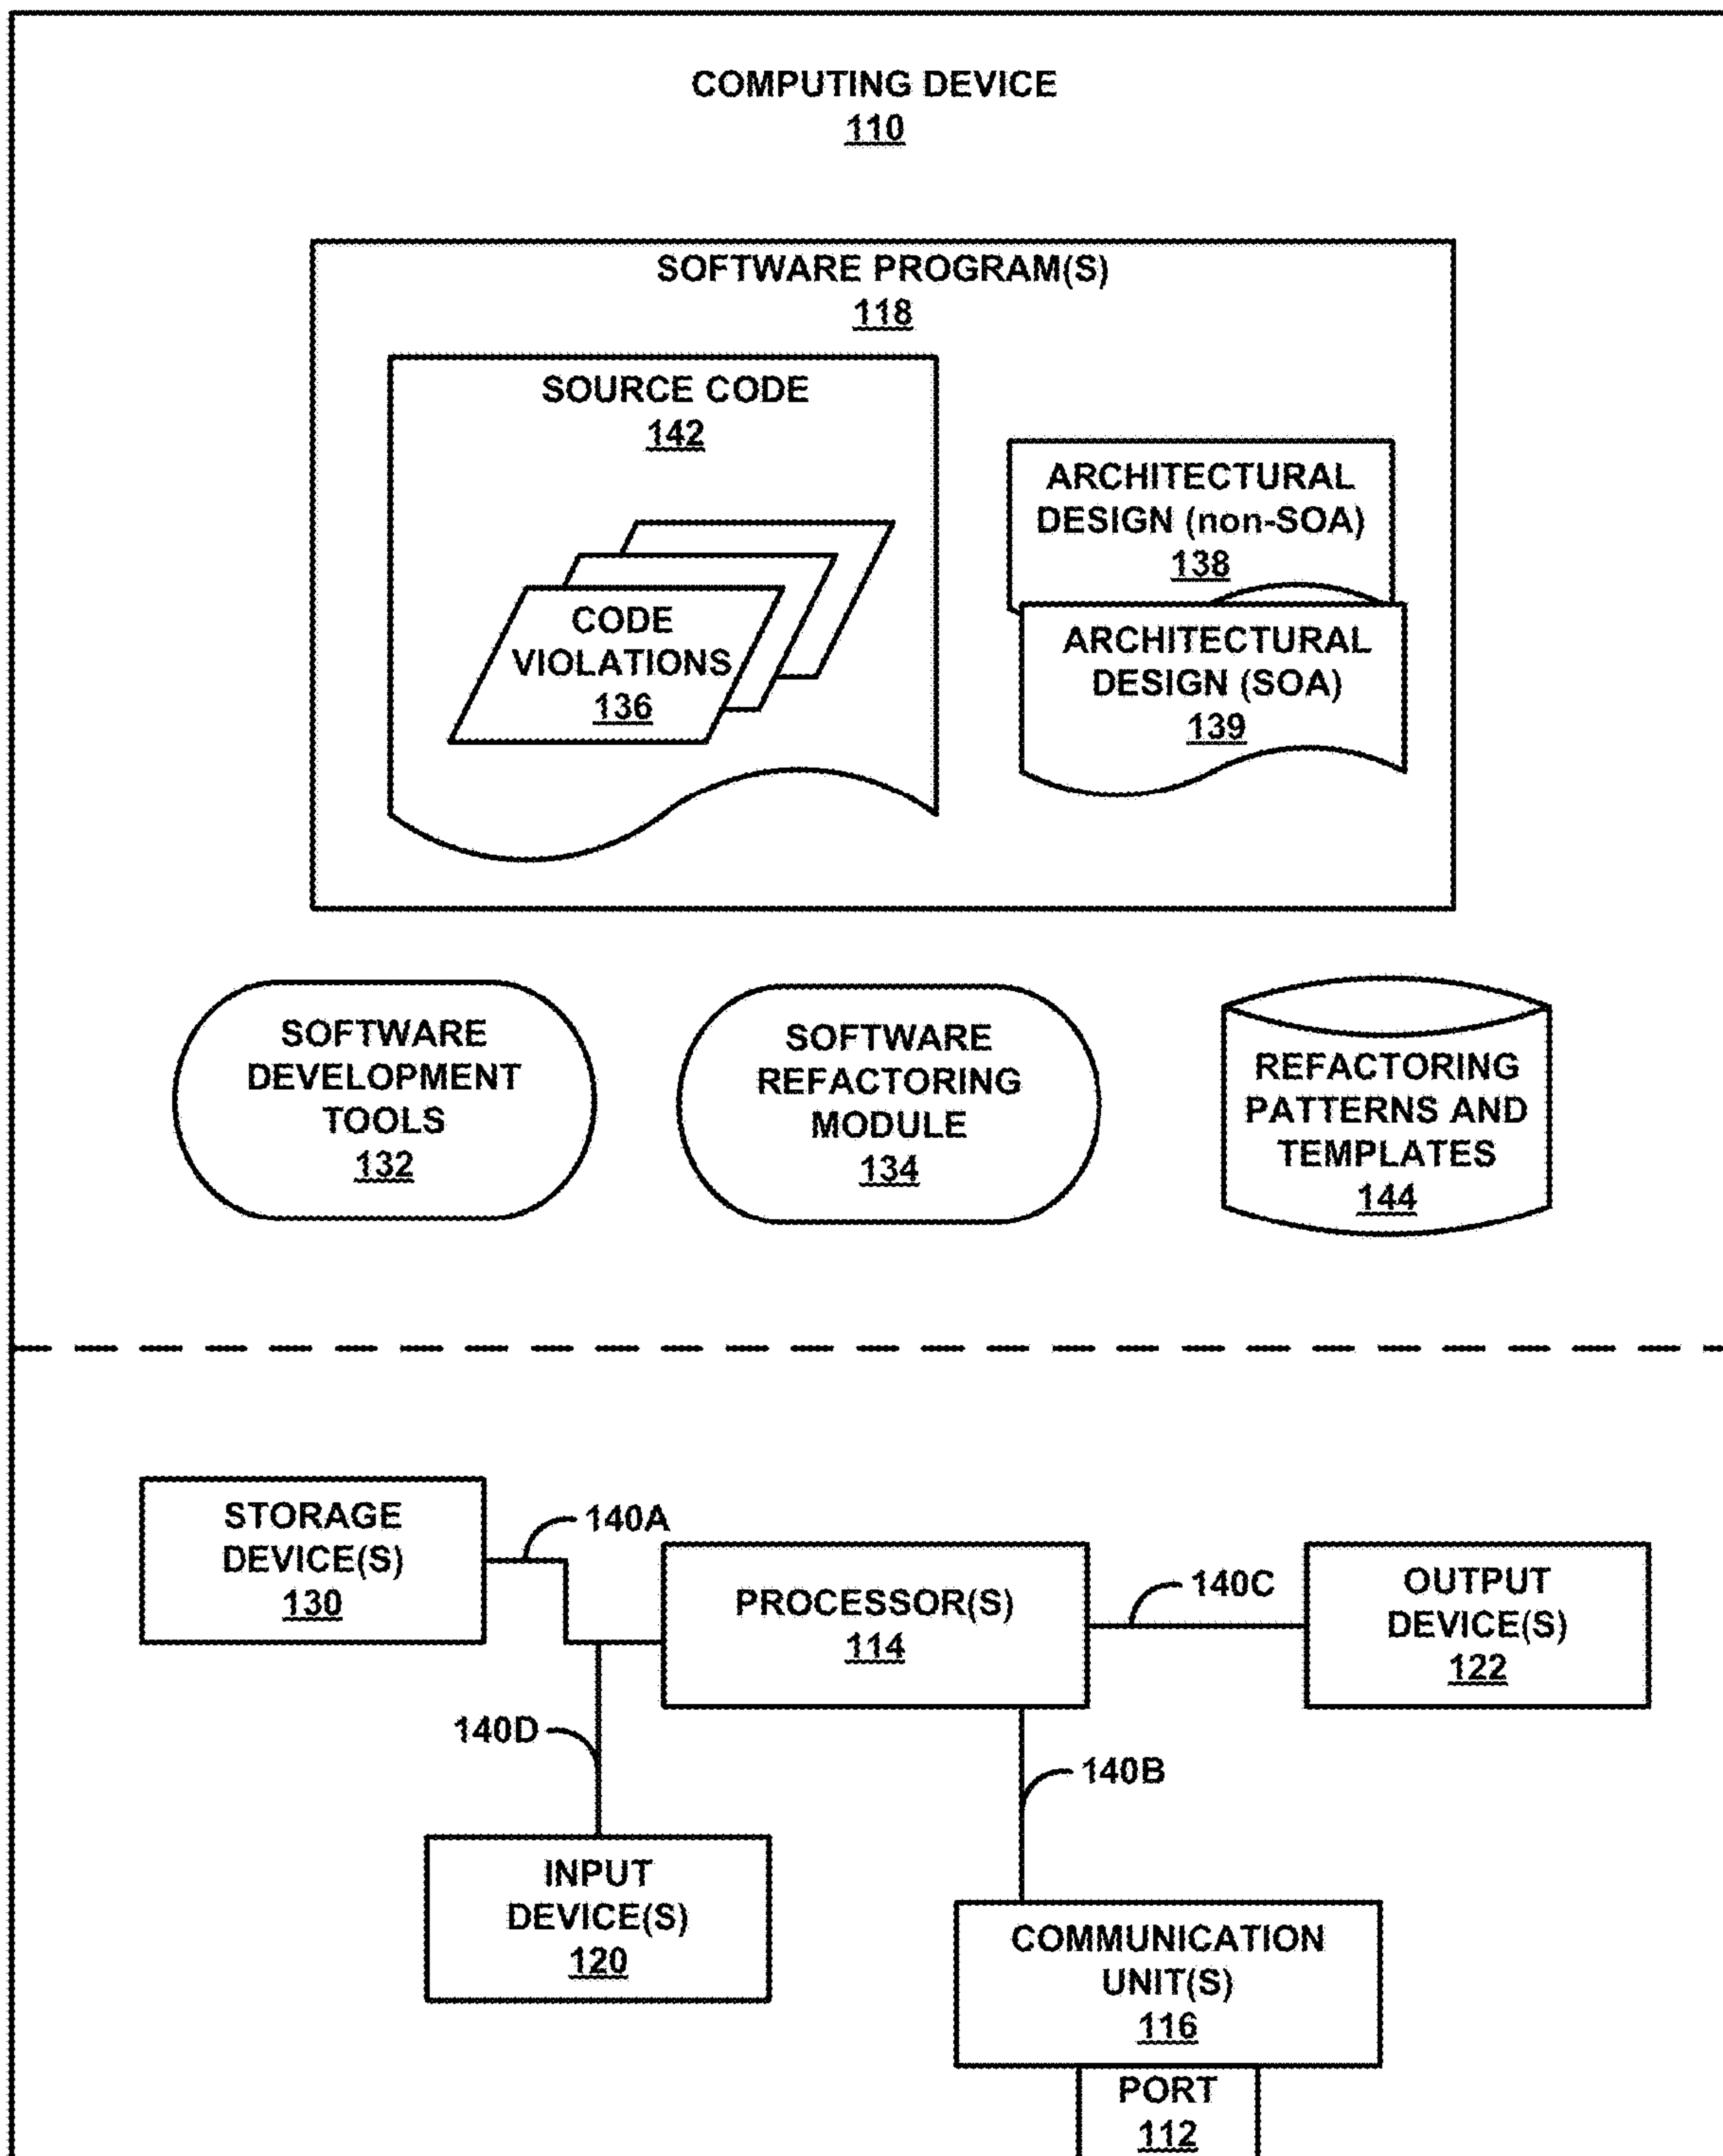 COMPUTING DEVICE
110
SOFTWARE PROGRAM(S)
118
SOURCE CODE
142
CODE
VIOLATIONS
136
ARCHITECTURAL
DESIGN (non-SOA)
138
ARCHITECTURAL
DESIGN (SOA)
139
SOFTWARE
DEVELOPMENT
TOOLS
132
SOFTWARE
REFACTORING
MODULE
134
REFACTORING
PATTERNS AND
TEMPLATES
144
STORAGE
DEVICE(S)
130
140A
PROCESSOR(S)
114
140C
OUTPUT
DEVICE(S)
122
140D
140B
INPUT
DEVICE(S)
120
COMMUNICATION
UNIT(S)
116
PORT
112